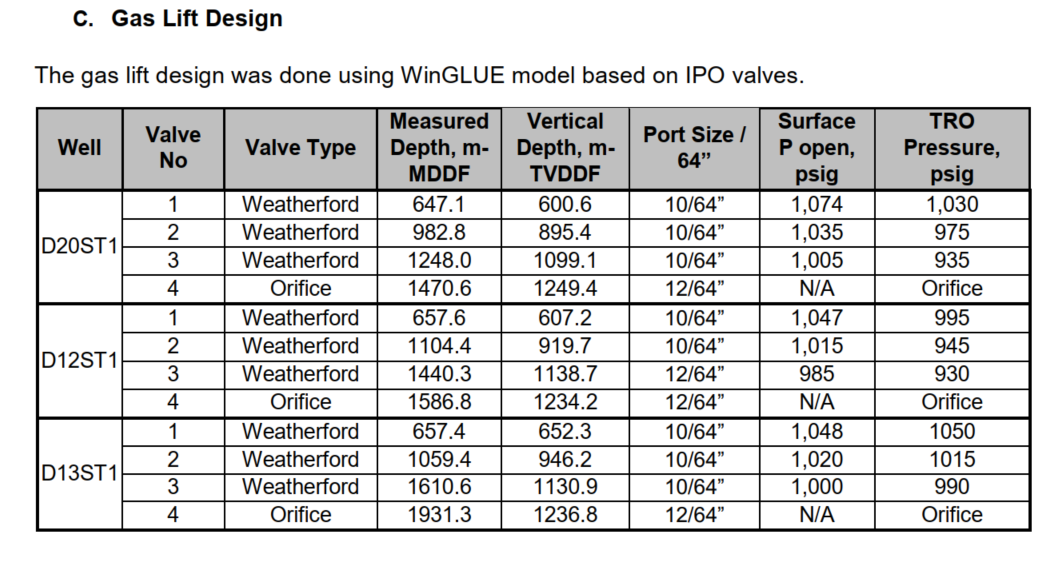 C. Gas Lift Design
The gas lift design was done using WinGLUE model based on IPO valves.
Well Valve No Valve Type Measured Depth, m-MDDF Vertical Depth, m-TVDDF Port Size / 64” Surface P open, psig TRO Pressure, psig
D20ST1 1 Weatherford 647.1 600.6 10/64” 1,074 1,030
2 Weatherford 982.8 895.4 10/64” 1,035 975
3 Weatherford 1248.0 1099.1 10/64” 1,005 935
4 Orifice 1470.6 1249.4 12/64” N/A Orifice
D12ST1 1 Weatherford 657.6 607.2 10/64” 1,047 995
2 Weatherford 1104.4 919.7 10/64” 1,015 945
3 Weatherford 1440.3 1138.7 12/64” 985 930
4 Orifice 1586.8 1234.2 12/64” N/A Orifice
D13ST1 1 Weatherford 657.4 652.3 10/64” 1,048 1050
2 Weatherford 1059.4 946.2 10/64” 1,020 1015
3 Weatherford 1610.6 1130.9 10/64” 1,000 990
4 Orifice 1931.3 1236.8 12/64” N/A Orifice